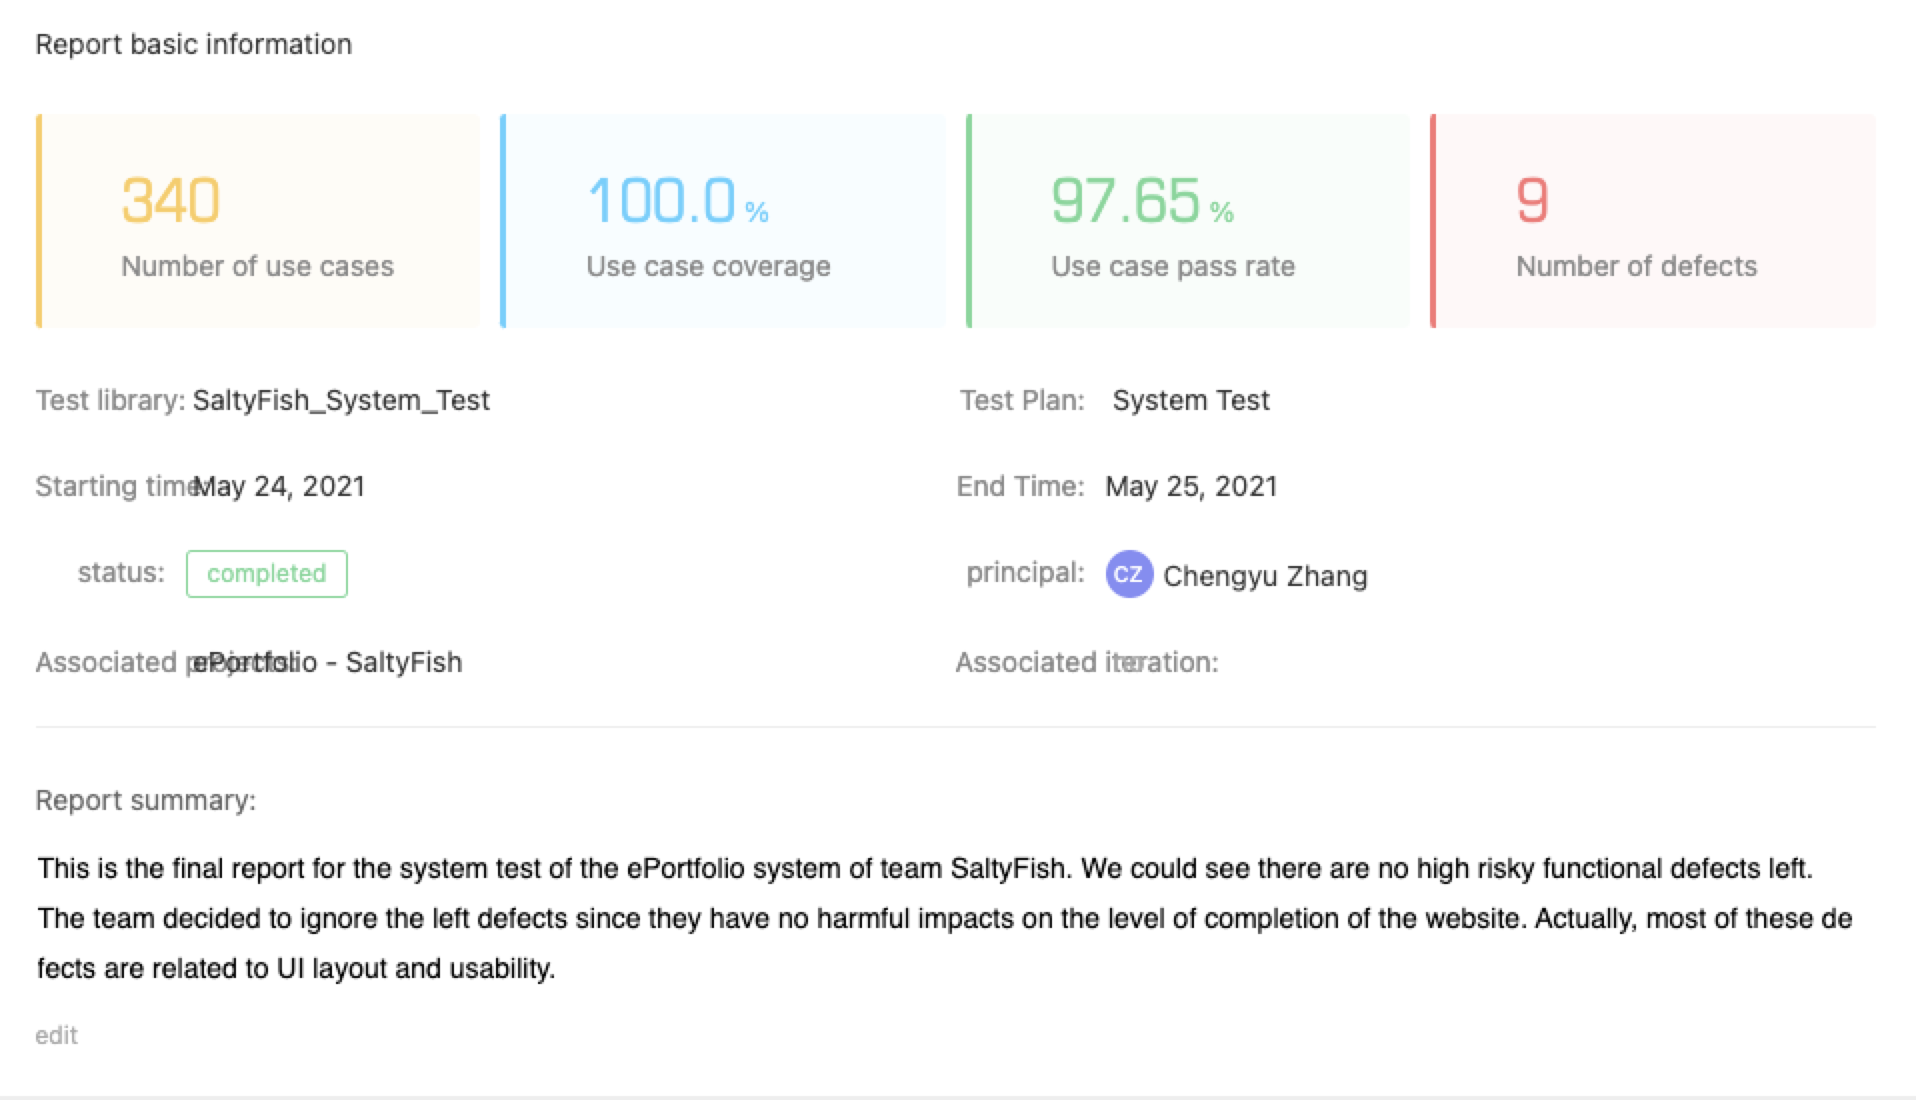 Report basic information
340
Number of use cases
100.0 %
Use case coverage
97.65 %
Use case pass rate
9
Number of defects
Test library: SaltyFish_System_Test
Test Plan: System Test
Starting time: May 24, 2021
End Time: May 25, 2021
status: completed
principal: CZ Chengyu Zhang
Associated ePortfolio - SaltyFish
Associated iteration:
Report summary:
This is the final report for the system test of the ePortfolio system of team SaltyFish. We could see there are no high risky functional defects left.
The team decided to ignore the left defects since they have no harmful impacts on the level of completion of the website. Actually, most of these de
fects are related to UI layout and usability.
edit